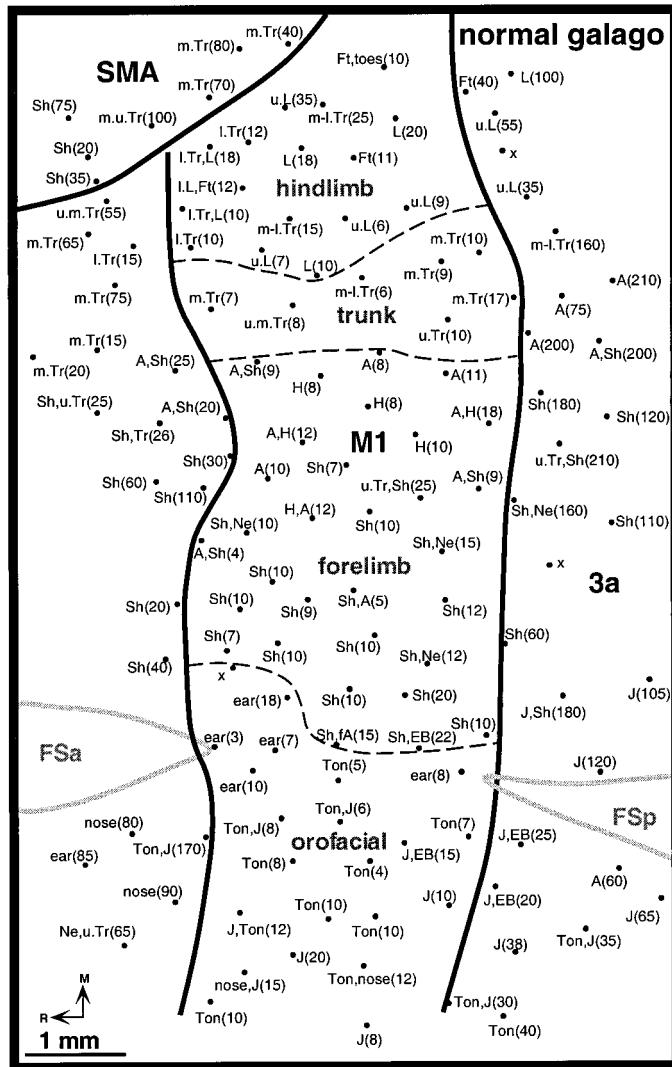 normal galago
SMA
m.Tr(40)
m.Tr(80)
Ft,toes(10)
L(100)
Ft(40)
m.Tr(70)
u.L(35)
m-l.Tr(25)
Sh(75)
m.u.Tr(100)
u.L(55)
L(20)
l.Tr(12)
Sh(20)
l.Tr,L(18)
L(18)
Ft(11)
x
Sh(35)
l.L,Ft(12)
hindlimb
u.L(35)
u.m.Tr(55)
l.Tr,L(10)
m-l.Tr(15)
u.L(6)
u.L(9)
m.Tr(65)
l.Tr(15)
l.Tr(10)
u.L(7)
L(10)
m.Tr(10)
m-l.Tr(160)
m.Tr(9)
m.Tr(75)
m-l.Tr(6)
A(210)
m.Tr(7)
u.m.Tr(8)
trunk
m.Tr(17)
A(75)
u.Tr(10)
m.Tr(15)
A(200)
A,Sh(200)
m.Tr(20)
A,Sh(25)
A,Sh(9)
A(8)
H(8)
A(11)
Sh,u.Tr(25)
A,Sh(20)
H(8)
A,H(18)
Sh(180)
Sh(120)
Sh,Tr(26)
A,H(12)
M1
H(10)
Sh(30)
A(10)
Sh(7)
u.Tr,Sh(210)
Sh(60)
Sh(110)
u.Tr,Sh(25)
A,Sh(9)
H,A(12)
Sh(10)
Sh,Ne(160)
Sh(110)
Sh,Ne(10)
Sh,Ne(15)
A,Sh(4)
Sh(10)
forelimb
x
3a
Sh(20)
Sh(10)
Sh(9)
Sh,A(5)
Sh(12)
Sh(7)
Sh(10)
Sh(10)
Sh(60)
Sh(40)
x
Sh,Ne(12)
ear(18)
Sh(10)
Sh(20)
J,Sh(180)
J(105)
FSa
ear(3)
ear(7)
Sh,fA(15)
Sh,EB(22)
Sh(10)
ear(10)
Ton(5)
ear(8)
J(120)
FSp
nose(80)
Ton,J(8)
Ton,J(6)
Ton(7)
J,EB(25)
ear(85)
Ton,J(170)
orofacial
J,EB(15)
Ton(8)
Ton(4)
A(60)
nose(90)
J(10)
J,EB(20)
J(65)
Ne,u.Tr(65)
J,Ton(12)
Ton(10)
Ton(10)
Ton,J(35)
J(20)
J(38)
nose,J(15)
Ton,nose(12)
M
R
Ton(10)
Ton,J(30)
Ton(40)
1 mm
J(8)